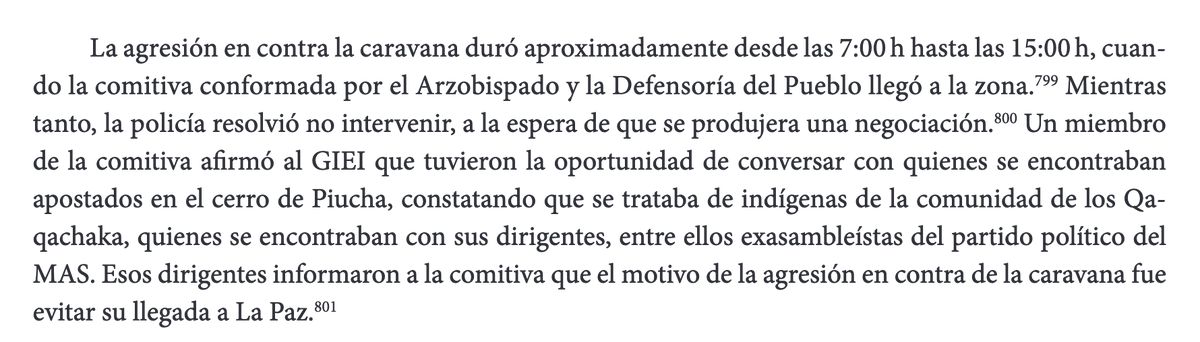 La agresión en contra la caravana duró aproximadamente desde las 7:00 h hasta las 15:00 h, cuan-
do la comitiva conformada por el Arzobispado y la Defensoría del Pueblo llegó a la zona.⁷⁹⁹ Mientras
tanto, la policía resolvió no intervenir, a la espera de que se produjera una negociación.⁸⁰⁰ Un miembro
de la comitiva afirmó al GIEI que tuvieron la oportunidad de conversar con quienes se encontraban
apostados en el cerro de Piucha, constatando que se trataba de indígenas de la comunidad de los Qa-
qachaka, quienes se encontraban con sus dirigentes, entre ellos exasambleístas del partido político del
MAS. Esos dirigentes informaron a la comitiva que el motivo de la agresión en contra de la caravana fue
evitar su llegada a La Paz.⁸⁰¹